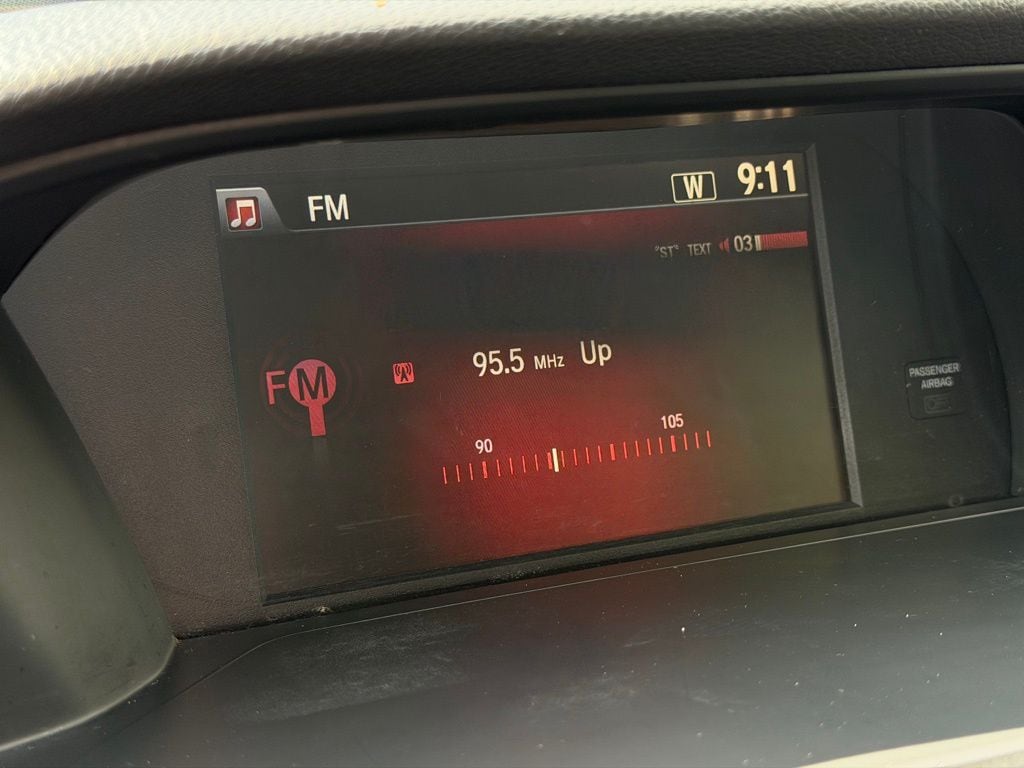 FM W 9:11
"ST" TEXT 03
FM 95.5 MHz Up
90 105
PASSENGER
AIRBAG